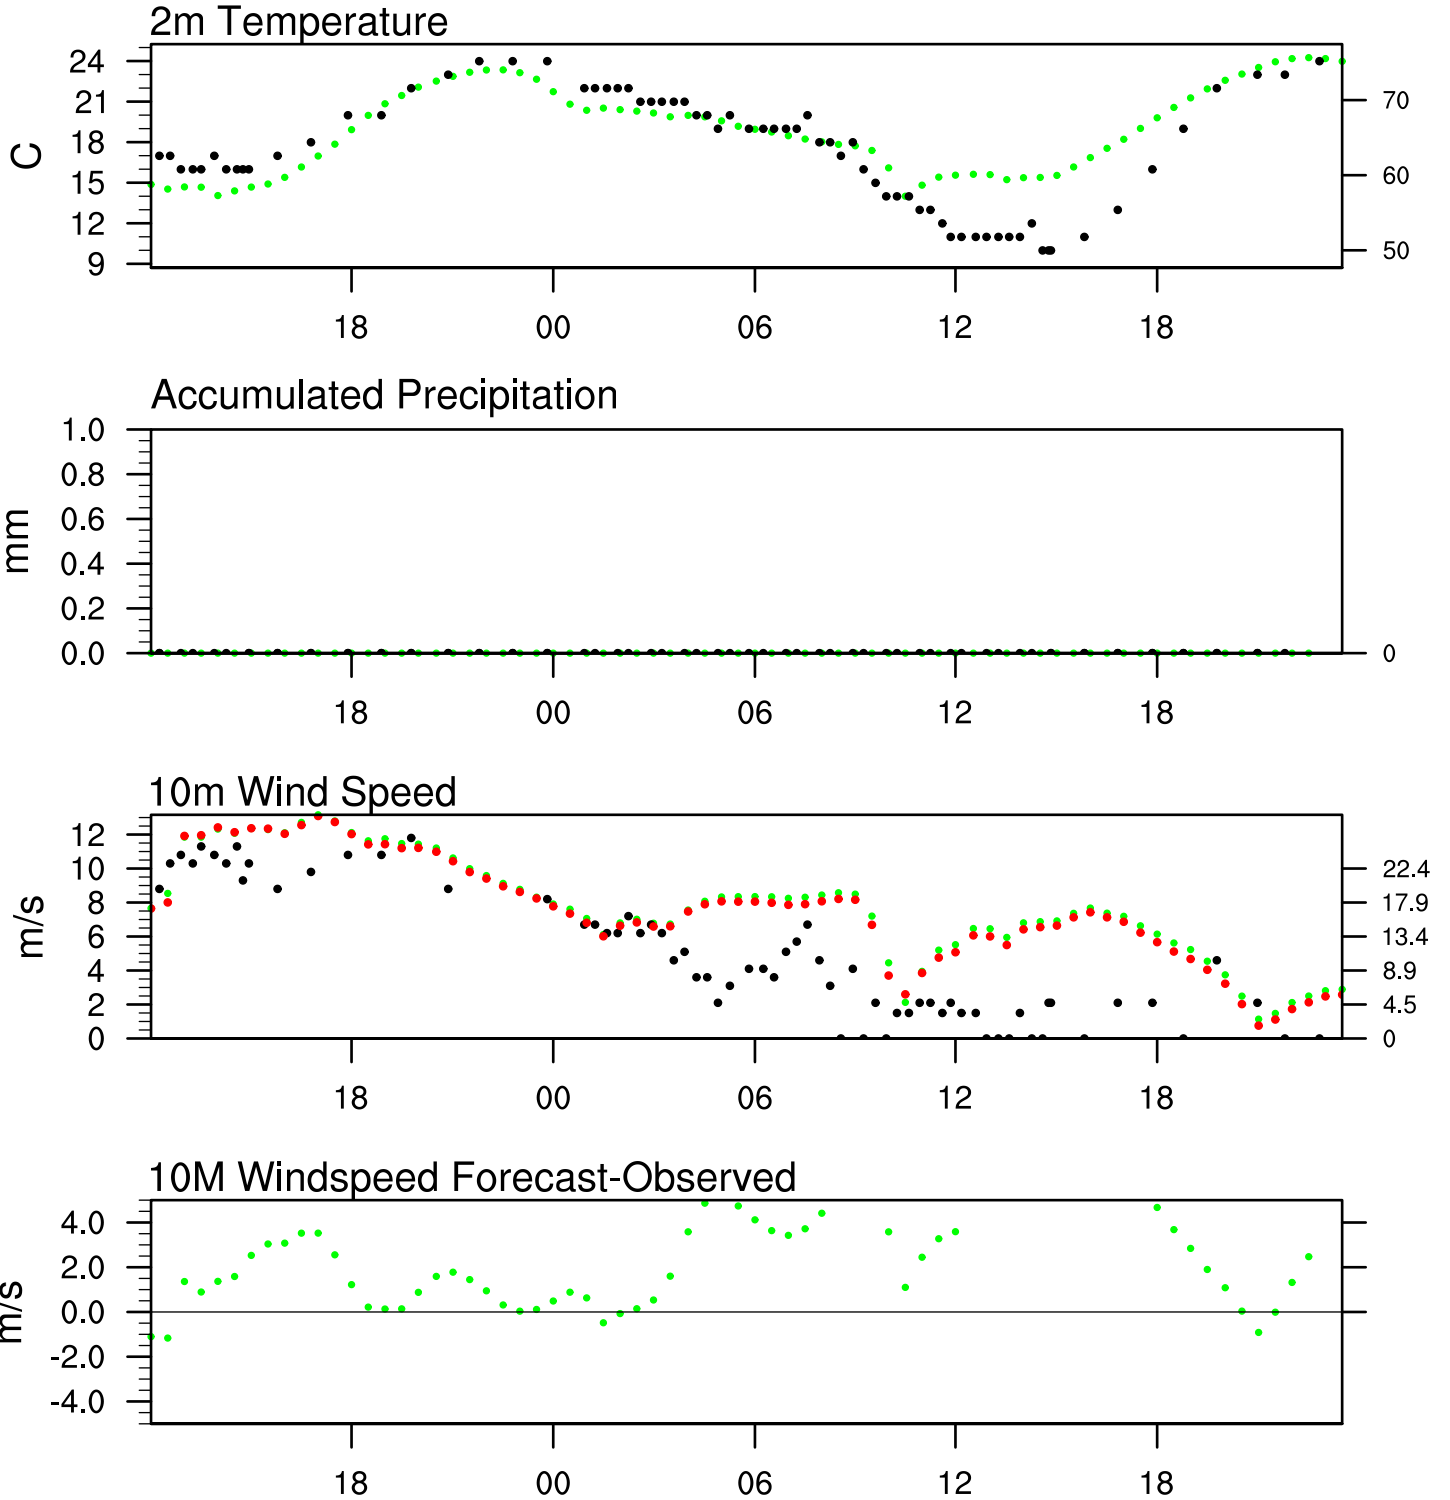 2m Temperature
24
21
18
15
12
9
C
70
60
50
18 00 06 12 18
Accumulated Precipitation
1.0
0.8
0.6
0.4
0.2
0.0
mm
0
18 00 06 12 18
10m Wind Speed
12
10
8
6
4
2
0
m/s
22.4
17.9
13.4
8.9
4.5
0
18 00 06 12 18
10M Windspeed Forecast-Observed
4.0
2.0
0.0
-2.0
-4.0
m/s
18 00 06 12 18